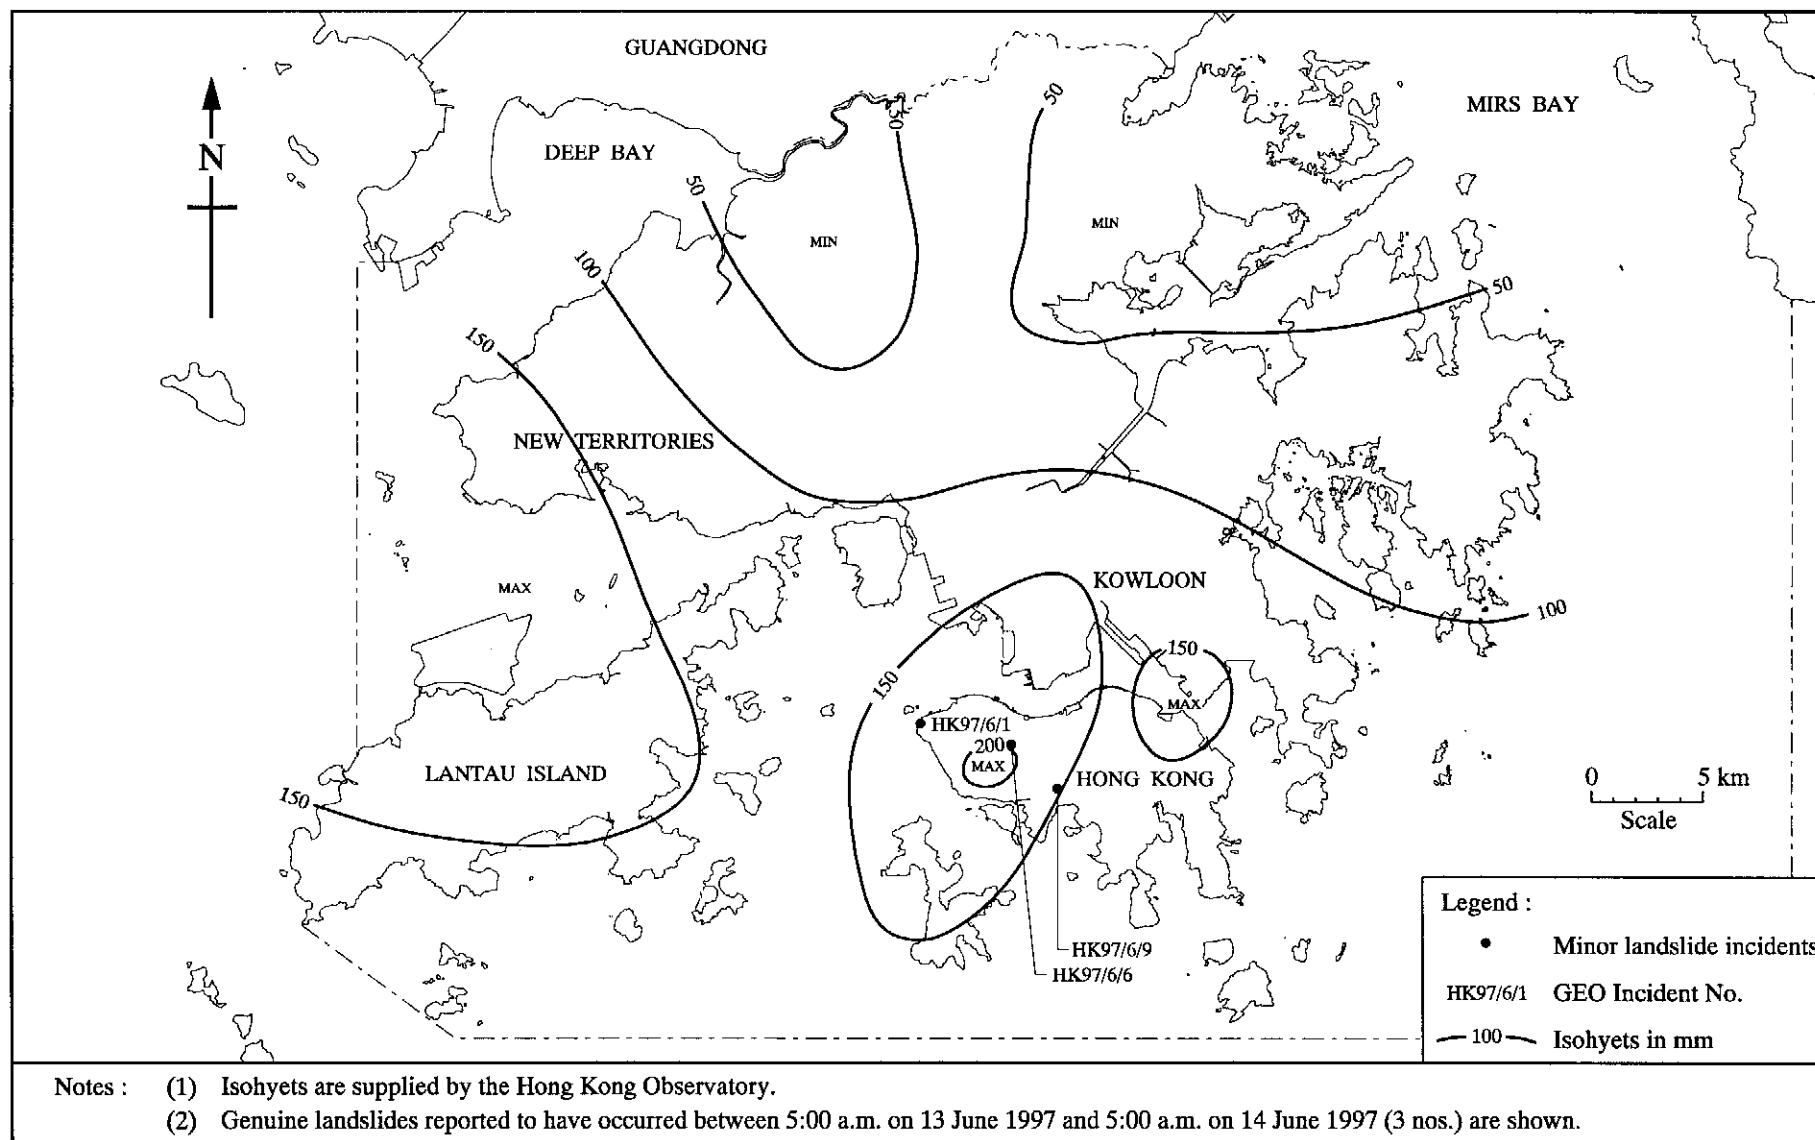 GUANGDONG
MIRS BAY
DEEP BAY
N
50
50
50
MIN
MIN
100
50
150
NEW TERRITORIES
MAX
KOWLOON
100
150
150
MAX
HK97/6/1
200
MAX
LANTAU ISLAND
HONG KONG
150
0 5 km
Scale
HK97/6/9
HK97/6/6
Legend :
Minor landslide incidents
HK97/6/1 GEO Incident No.
100 Isohyets in mm
Notes : (1) Isohyets are supplied by the Hong Kong Observatory.
(2) Genuine landslides reported to have occurred between 5:00 a.m. on 13 June 1997 and 5:00 a.m. on 14 June 1997 (3 nos.) are shown.